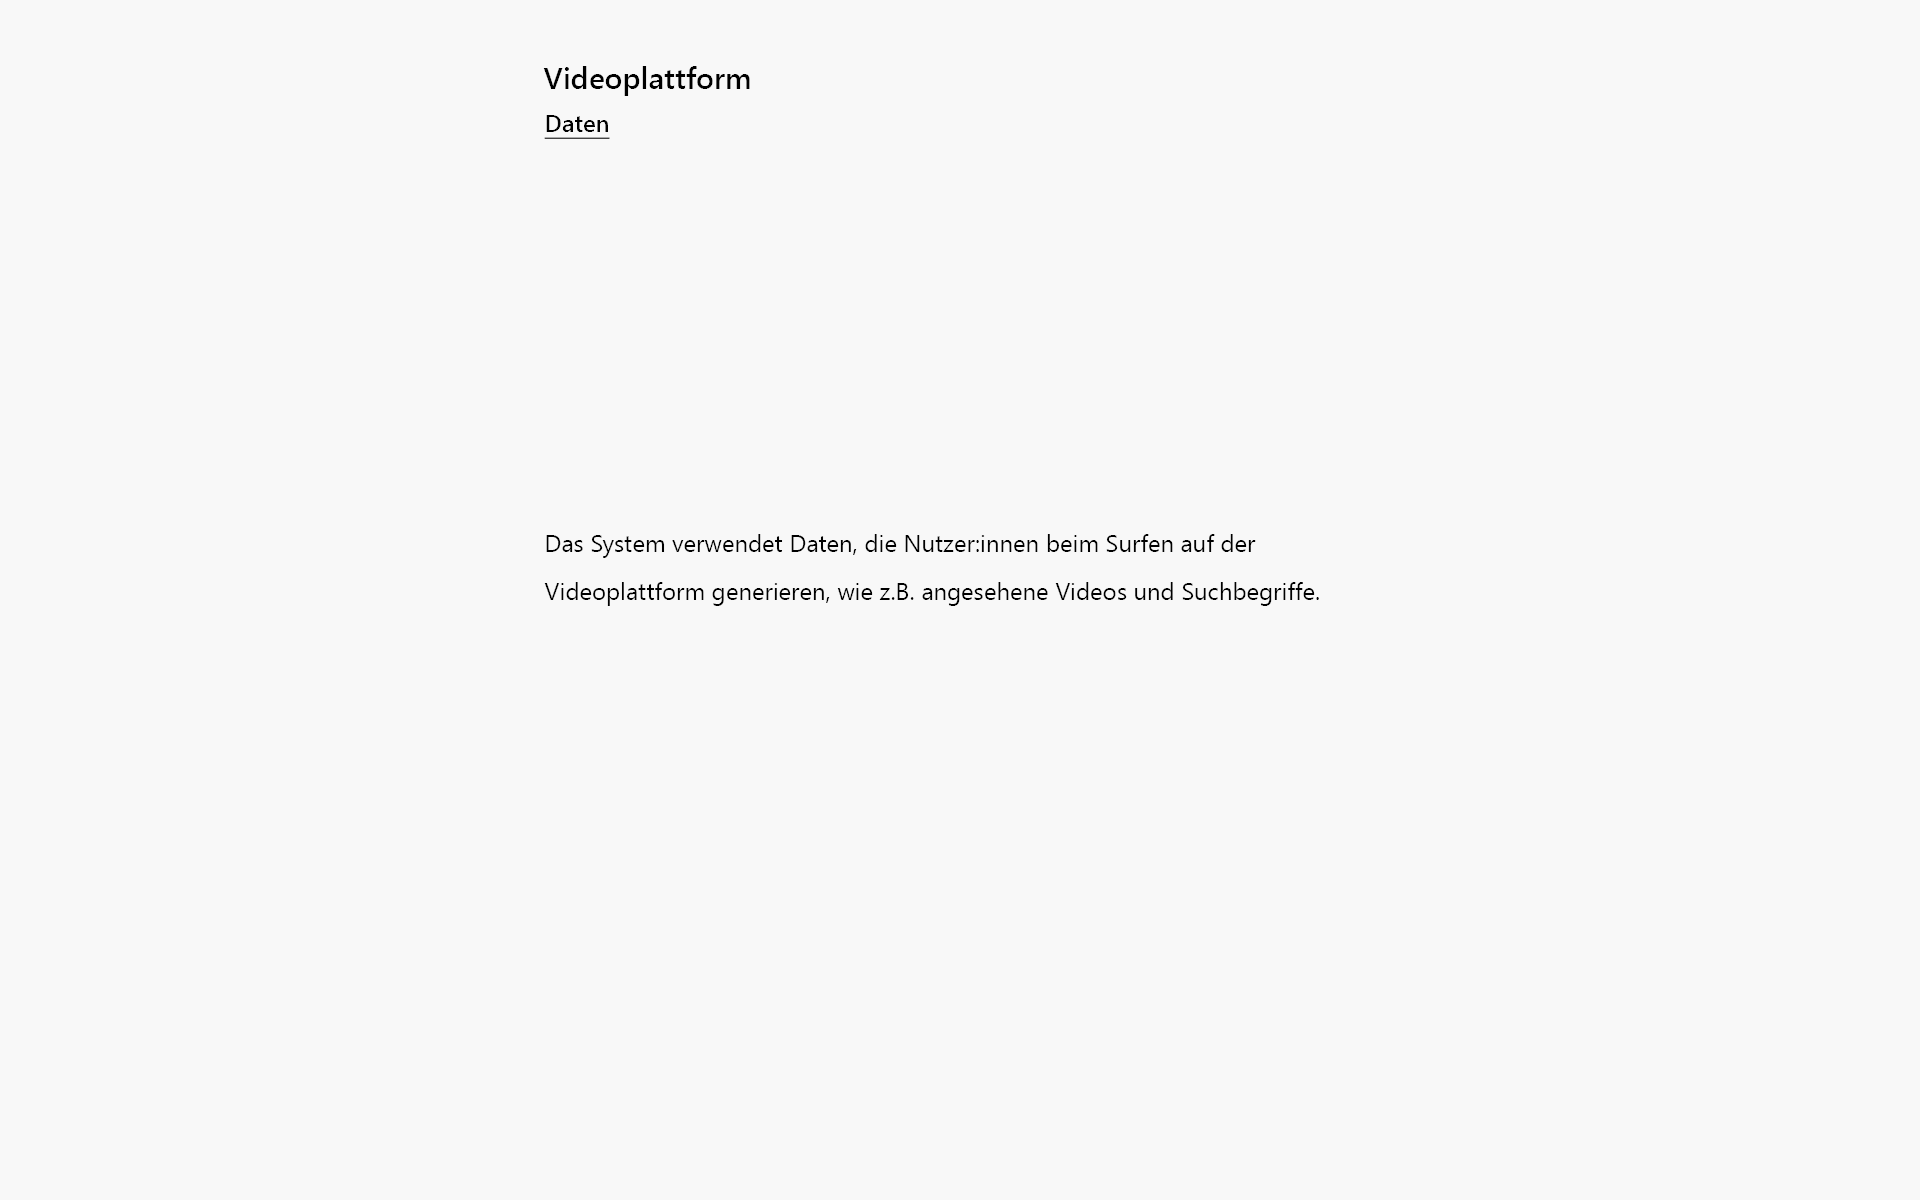 Videoplattform
Daten
Das System verwendet Daten, die Nutzer:innen beim Surfen auf der
Videoplattform generieren, wie z.B. angesehene Videos und Suchbegriffe.